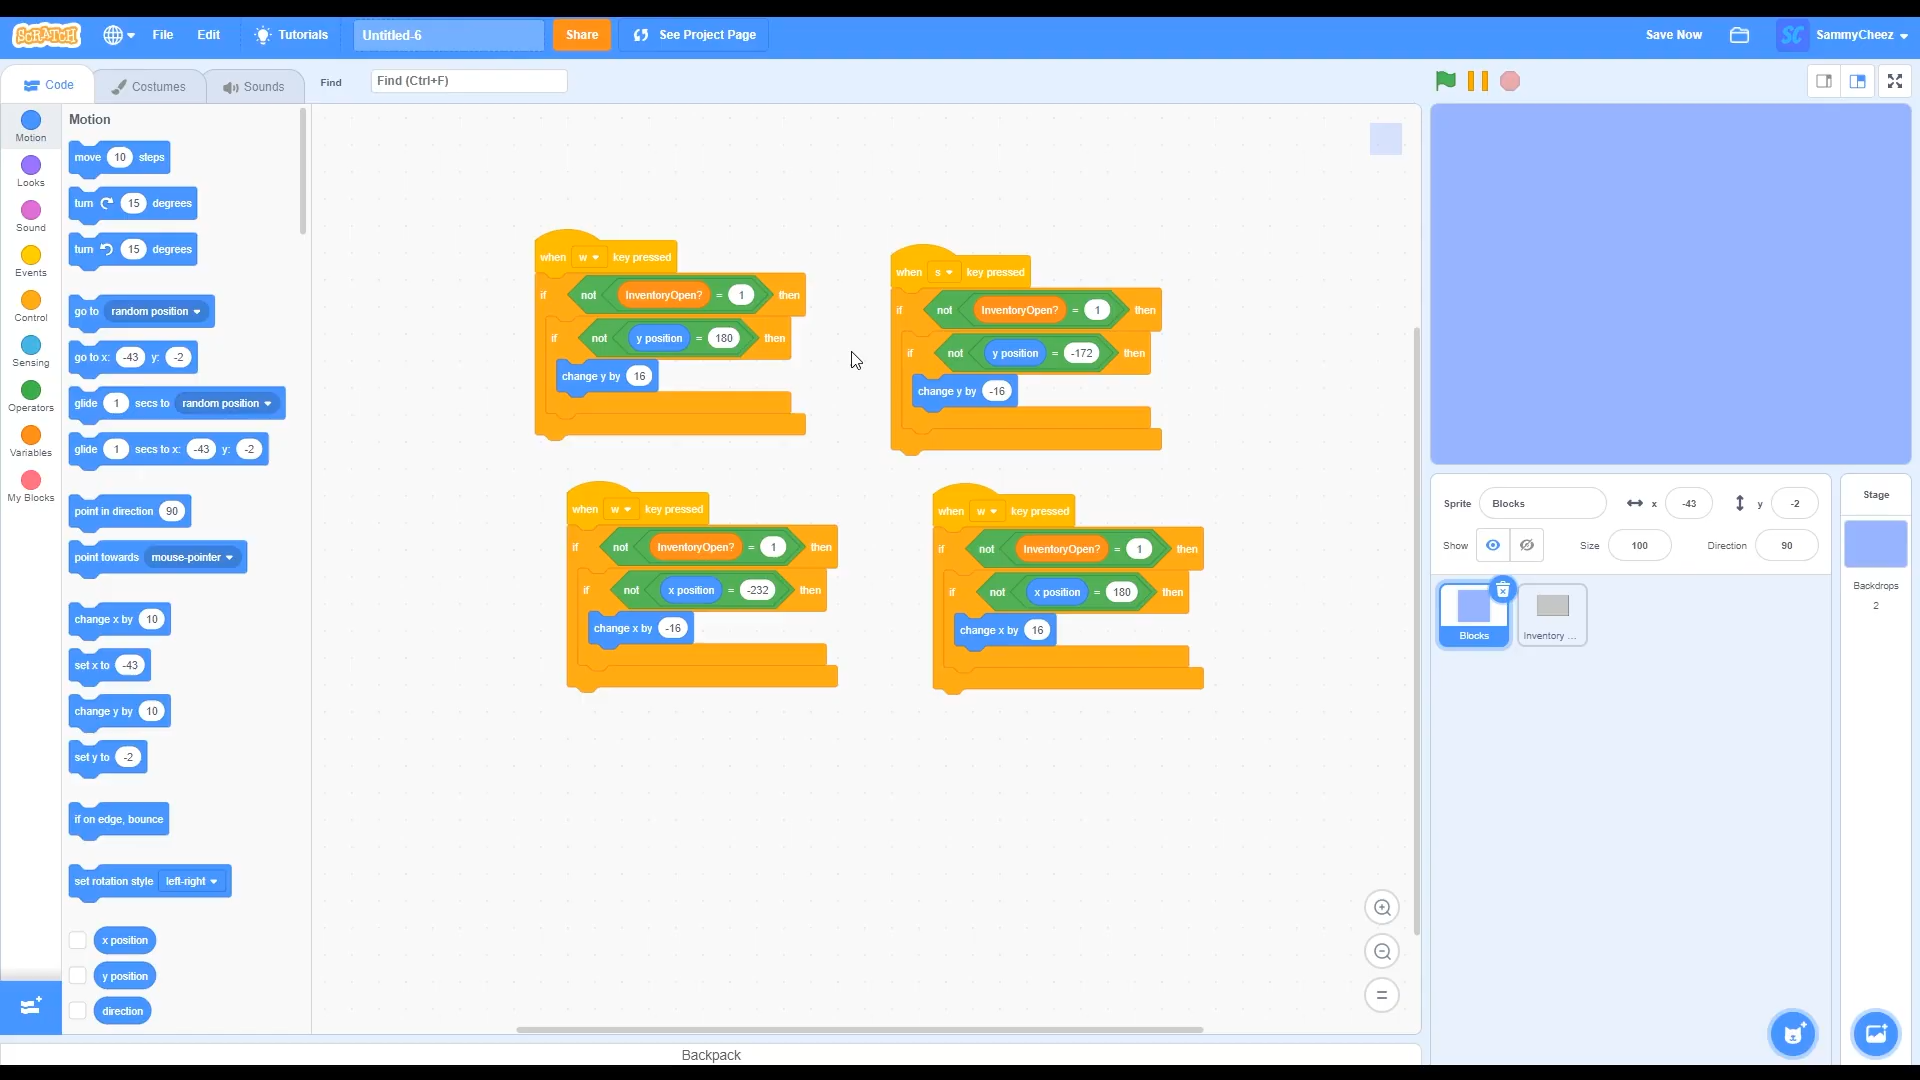 SCRATCH File Edit Tutorials Untitled-6 Share See Project Page Save Now SC SammyCheez
Code Costumes Sounds Find Find (Ctrl+F)
Motion
Looks
Sound
Events
Control
Sensing
Operators
Variables
My Blocks
Motion
move 10 steps
turn 15 degrees
turn 15 degrees
go to random position
go to x: -43 y: -2
glide 1 secs to random position
glide 1 secs to x: -43 y: -2
point in direction 90
point towards mouse-pointer
change x by 10
set x to -43
change y by 10
set y to -2
if on edge, bounce
set rotation style left-right
x position
y position
direction
when w key pressed
if not InventoryOpen? = 1 then
if not y position = 180 then
change y by 16
when s key pressed
if not InventoryOpen? = 1 then
if not y position = -172 then
change y by -16
when w key pressed
if not InventoryOpen? = 1 then
if not x position = -232 then
change x by -16
when w key pressed
if not InventoryOpen? = 1 then
if not x position = 180 then
change x by 16
Backpack
Sprite Blocks x -43 y -2
Show Size 100 Direction 90
Blocks
Inventory ...
Stage
Backdrops
2